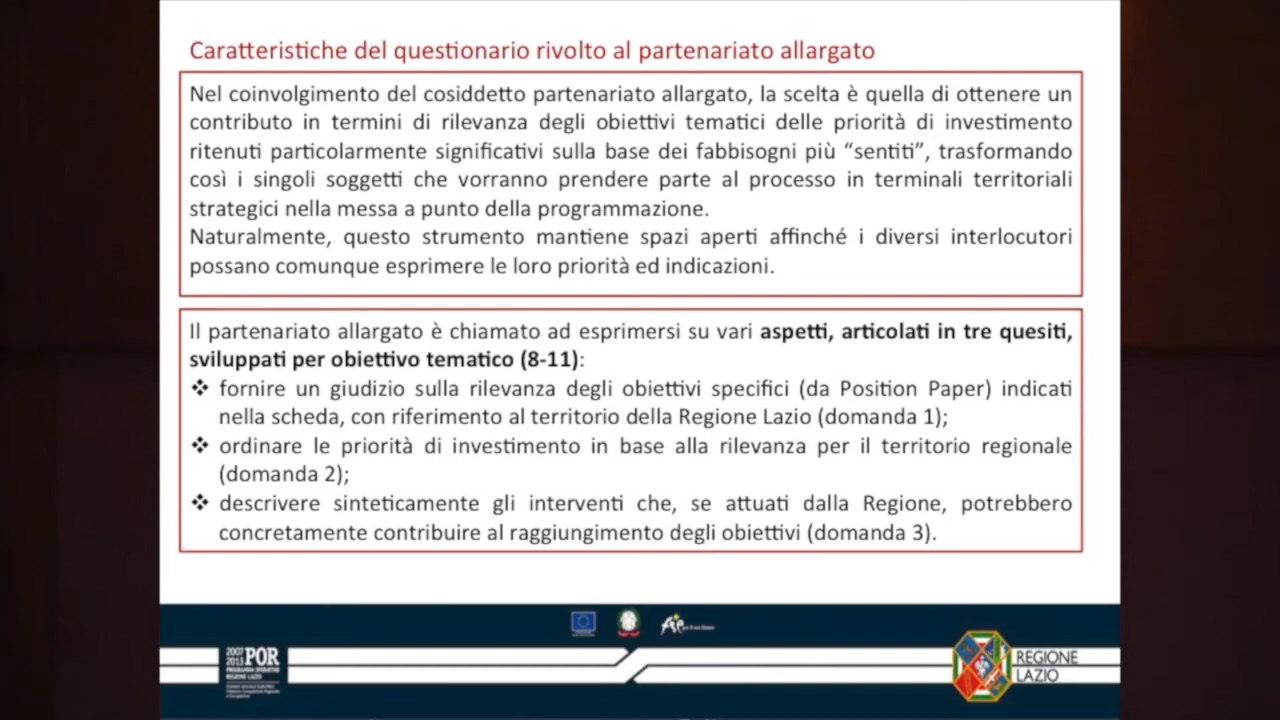 Caratteristiche del questionario rivolto al partenariato allargato
Nel coinvolgimento del cosiddetto partenariato allargato, la scelta è quella di ottenere un
contributo in termini di rilevanza degli obiettivi tematici delle priorità di investimento
ritenuti particolarmente significativi sulla base dei fabbisogni più “sentiti”, trasformando
così i singoli soggetti che vorranno prendere parte al processo in terminali territoriali
strategici nella messa a punto della programmazione.
Naturalmente, questo strumento mantiene spazi aperti affinché i diversi interlocutori
possano comunque esprimere le loro priorità ed indicazioni.
Il partenariato allargato è chiamato ad esprimersi su vari aspetti, articolati in tre quesiti,
sviluppati per obiettivo tematico (8-11):
❖ fornire un giudizio sulla rilevanza degli obiettivi specifici (da Position Paper) indicati
nella scheda, con riferimento al territorio della Regione Lazio (domanda 1);
❖ ordinare le priorità di investimento in base alla rilevanza per il territorio regionale
(domanda 2);
❖ descrivere sinteticamente gli interventi che, se attuati dalla Regione, potrebbero
concretamente contribuire al raggiungimento degli obiettivi (domanda 3).
2007
2013 POR
PROGRAMMA OPERATIVO
REGIONE LAZIO
REGIONE
LAZIO